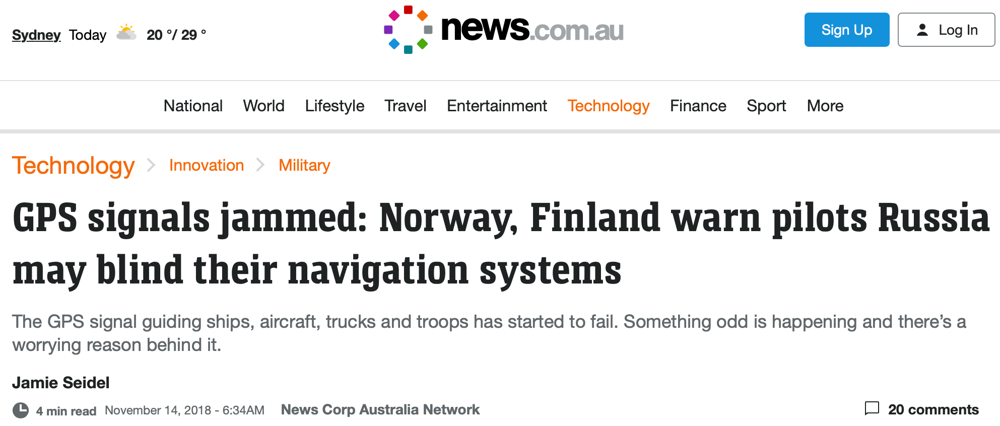 Sydney Today 20 °/ 29 °
news.com.au
Sign Up
Log In
National World Lifestyle Travel Entertainment Technology Finance Sport More
Technology Innovation Military
GPS signals jammed: Norway, Finland warn pilots Russia
may blind their navigation systems
The GPS signal guiding ships, aircraft, trucks and troops has started to fail. Something odd is happening and there’s a
worrying reason behind it.
Jamie Seidel
4 min read November 14, 2018 - 6:34AM News Corp Australia Network
20 comments